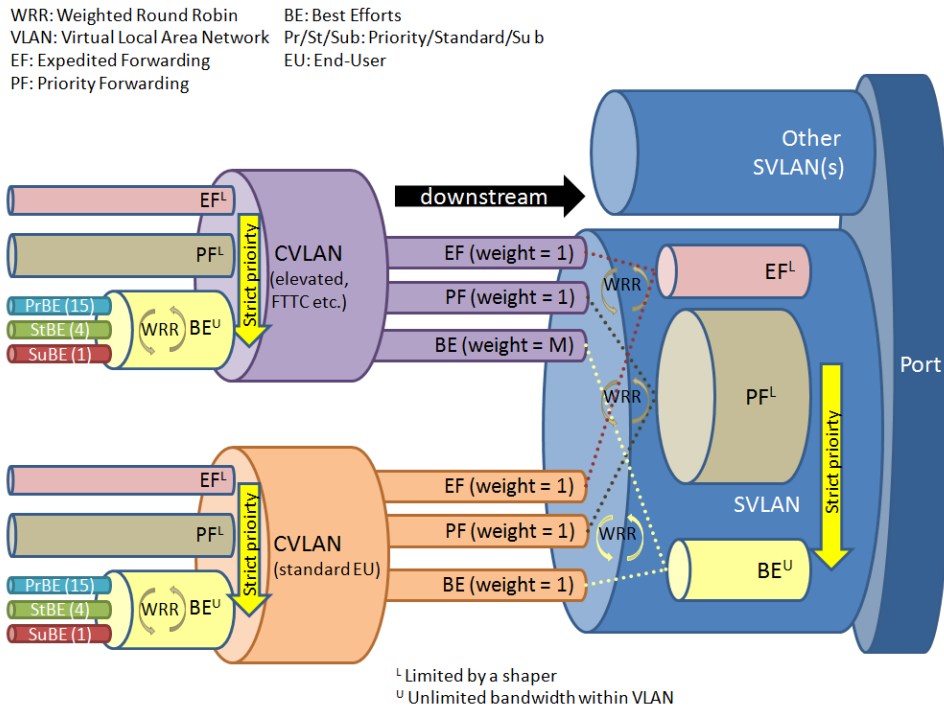 WRR: Weighted Round Robin
VLAN: Virtual Local Area Network
EF: Expedited Forwarding
PF: Priority Forwarding
BE: Best Efforts
Pr/St/Sub: Priority/Standard/Sub
EU: End-User
Other
SVLAN(s)
downstream
EF^L
PF^L
PrBE (15)
StBE (4)
SuBE (1)
WRR
BE^U
Strict prioirty
CVLAN
(elevated,
FTTC etc.)
EF (weight = 1)
PF (weight = 1)
BE (weight = M)
WRR
WRR
WRR
EF^L
PF^L
BE^U
SVLAN
Strict prioirty
Port
EF^L
PF^L
PrBE (15)
StBE (4)
SuBE (1)
WRR
BE^U
Strict prioirty
CVLAN
(standard EU)
EF (weight = 1)
PF (weight = 1)
BE (weight = 1)
^L Limited by a shaper
^U Unlimited bandwidth within VLAN